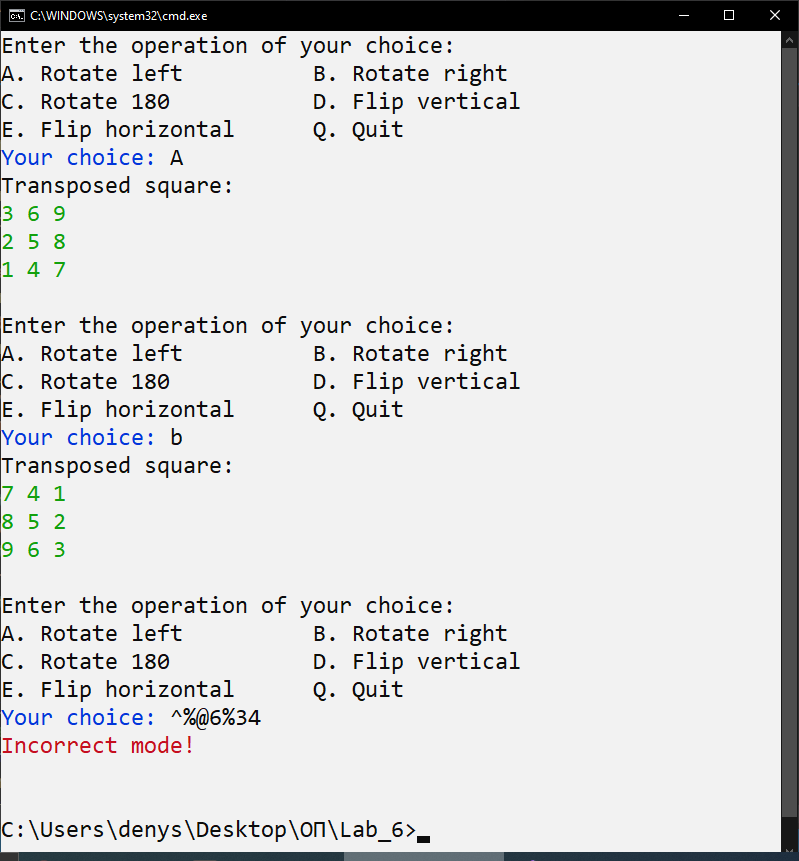 C:\WINDOWS\system32\cmd.exe
Enter the operation of your choice:
A. Rotate left          B. Rotate right
C. Rotate 180           D. Flip vertical
E. Flip horizontal      Q. Quit
Your choice: A
Transposed square:
3 6 9
2 5 8
1 4 7
Enter the operation of your choice:
A. Rotate left          B. Rotate right
C. Rotate 180           D. Flip vertical
E. Flip horizontal      Q. Quit
Your choice: b
Transposed square:
7 4 1
8 5 2
9 6 3
Enter the operation of your choice:
A. Rotate left          B. Rotate right
C. Rotate 180           D. Flip vertical
E. Flip horizontal      Q. Quit
Your choice: ^%@6%34
Incorrect mode!
C:\Users\denys\Desktop\ОП\Lab_6>